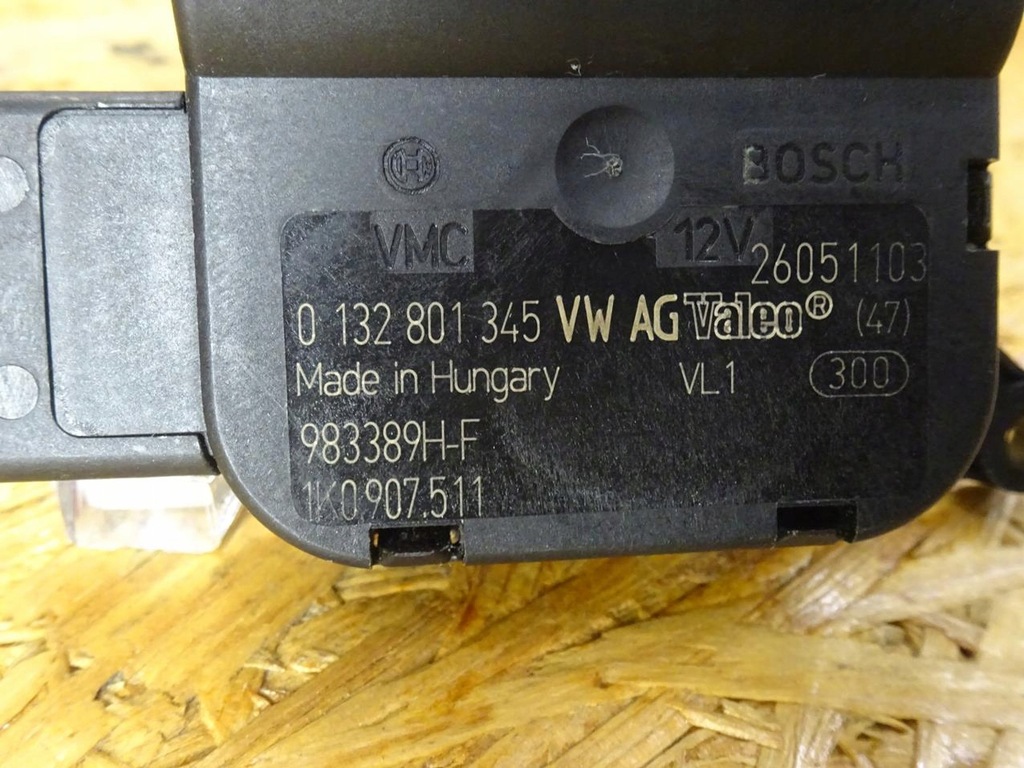 BOSCH
VMC 12V
26051103
0 132 801 345 VW AG Valeo® (47)
Made in Hungary VL1 300
983389H-F
1K0.907.511